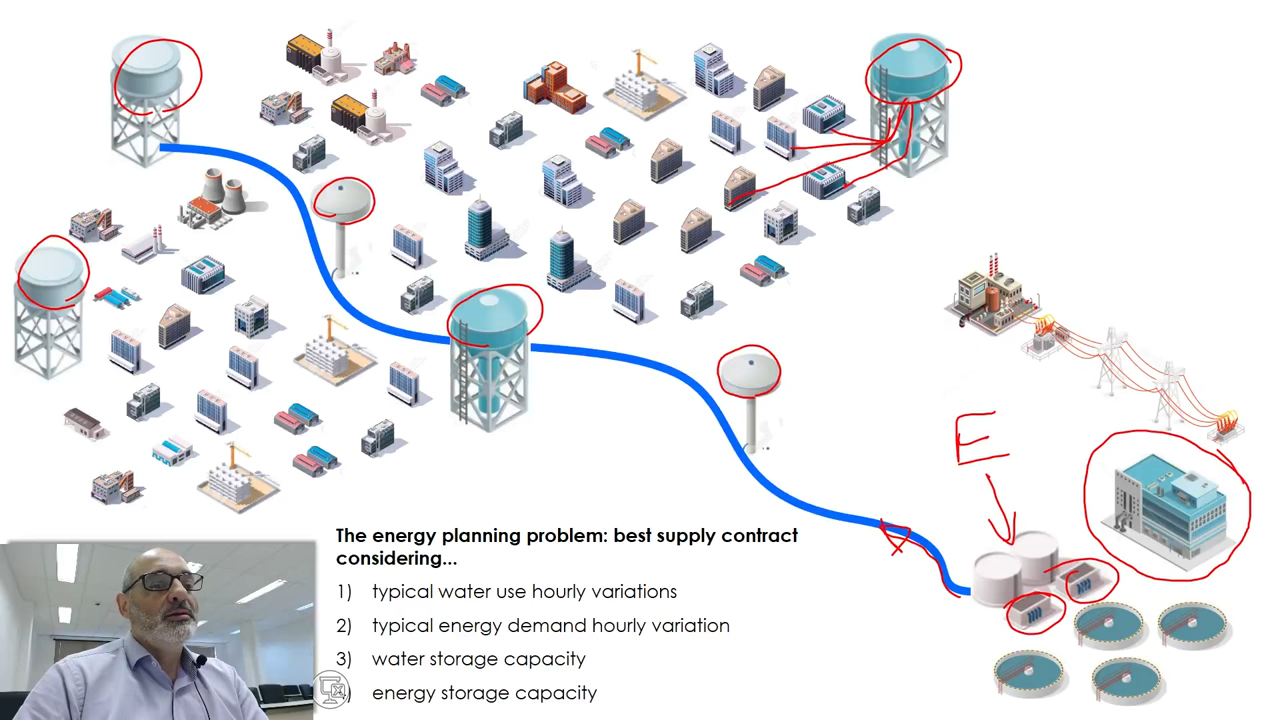 E
The energy planning problem: best supply contract
considering...
1) typical water use hourly variations
2) typical energy demand hourly variation
3) water storage capacity
) energy storage capacity